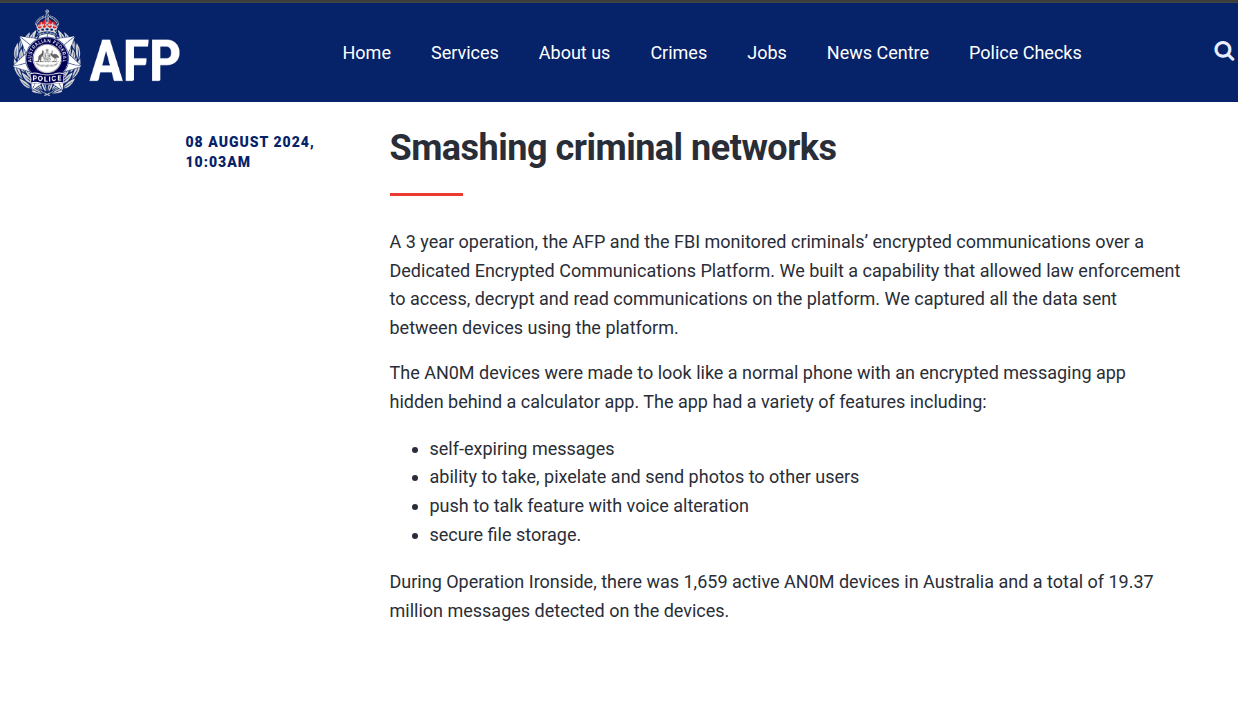 AFP
POLICE
Home
Services
About us
Crimes
Jobs
News Centre
Police Checks
08 AUGUST 2024,
10:03AM
Smashing criminal networks
A 3 year operation, the AFP and the FBI monitored criminals’ encrypted communications over a
Dedicated Encrypted Communications Platform. We built a capability that allowed law enforcement
to access, decrypt and read communications on the platform. We captured all the data sent
between devices using the platform.
The AN0M devices were made to look like a normal phone with an encrypted messaging app
hidden behind a calculator app. The app had a variety of features including:
• self-expiring messages
• ability to take, pixelate and send photos to other users
• push to talk feature with voice alteration
• secure file storage.
During Operation Ironside, there was 1,659 active AN0M devices in Australia and a total of 19.37
million messages detected on the devices.